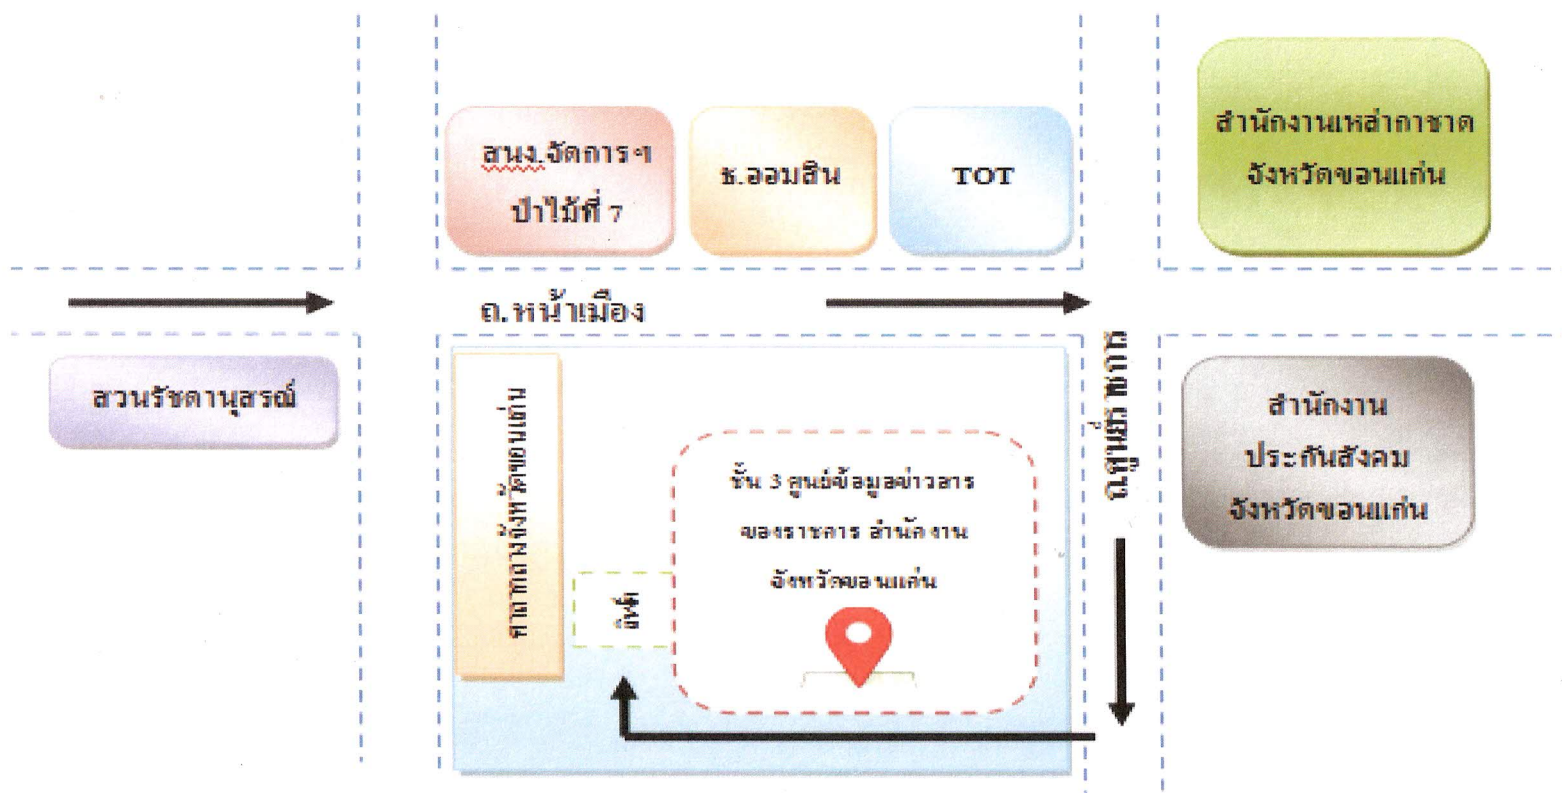 สนง.จัดการฯ
ป่าไม้ที่ 7
ธ.ออมสิน
TOT
สำนักงานเหล่ากาชาด
จังหวัดขอนแก่น
ถ.หน้าเมือง
สวนรัชดานุสรณ์
ศาลากลางจังหวัดขอนแก่น
ลิฟต์
ชั้น 3 ศูนย์ข้อมูลข่าวสาร
ของราชการ สำนักงาน
จังหวัดขอนแก่น
ถ.ศูนย์ราชการ
สำนักงาน
ประกันสังคม
จังหวัดขอนแก่น